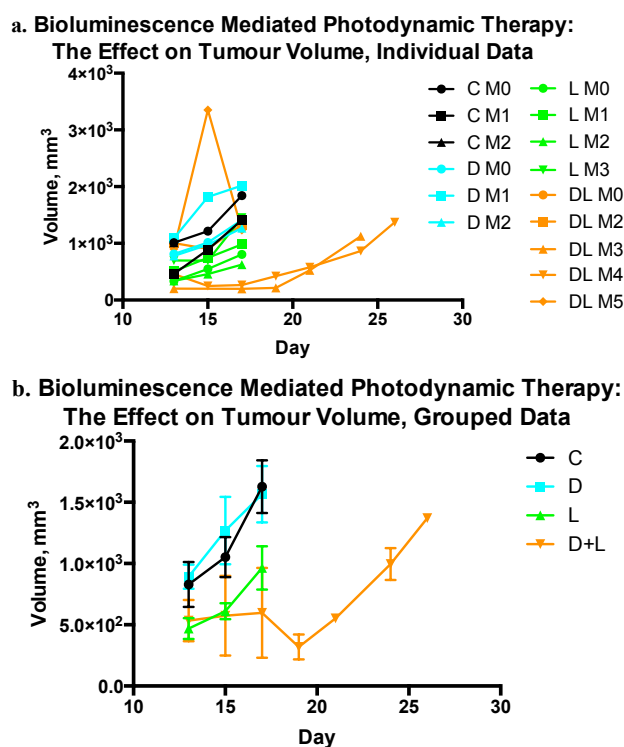 a. Bioluminescence Mediated Photodynamic Therapy:
The Effect on Tumour Volume, Individual Data
4×10³
3×10³
2×10³
1×10³
0
Volume, mm³
10 15 20 25 30
Day
C M0
C M1
C M2
D M0
D M1
D M2
L M0
L M1
L M2
L M3
DL M0
DL M2
DL M3
DL M4
DL M5
b. Bioluminescence Mediated Photodynamic Therapy:
The Effect on Tumour Volume, Grouped Data
2.0×10³
1.5×10³
1.0×10³
5.0×10²
0.0
Volume, mm³
10 15 20 25 30
Day
C
D
L
D+L